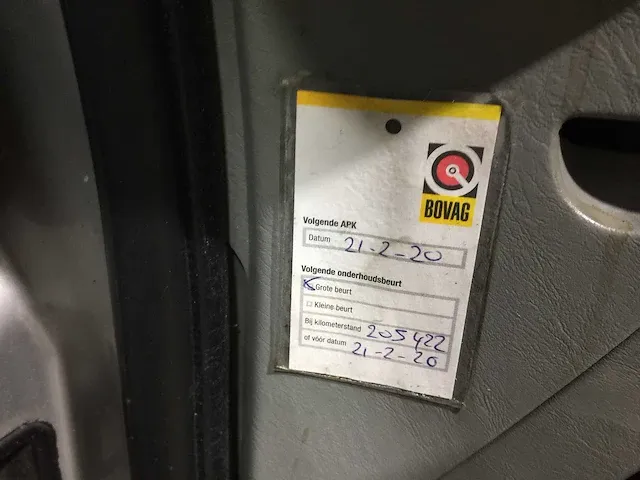 BOVAG
Volgende APK
Datum 21-2-20
Volgende onderhoudsbeurt
Grote beurt
Kleine beurt
Bij kilometerstand 205422
of vóór datum 21-2-20